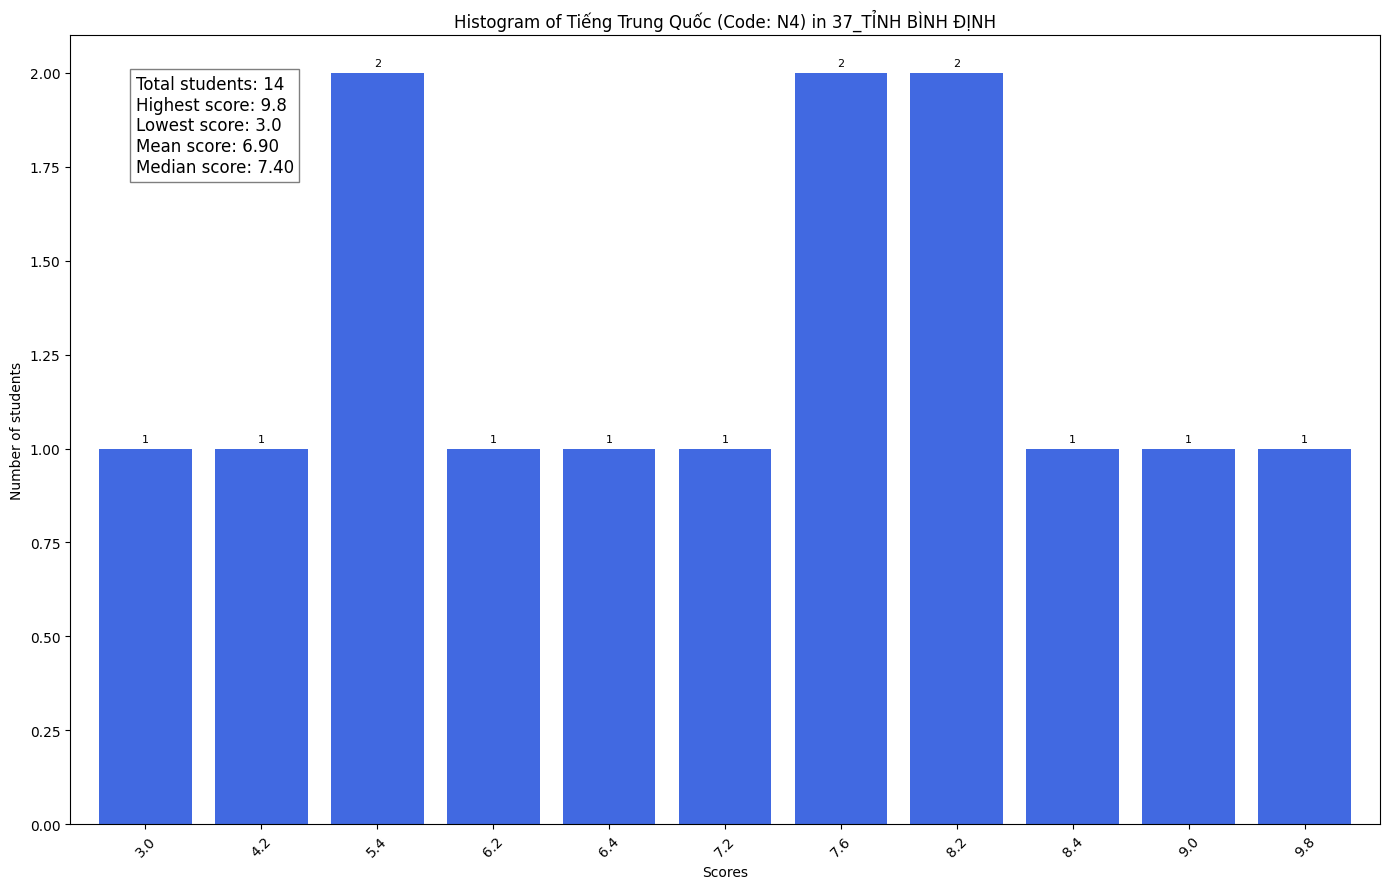 Histogram of Tiếng Trung Quốc (Code: N4) in 37_TỈNH BÌNH ĐỊNH
Total students: 14
Highest score: 9.8
Lowest score: 3.0
Mean score: 6.90
Median score: 7.40
Number of students
2.00
1.75
1.50
1.25
1.00
0.75
0.50
0.25
0.00
1 1 2 1 1 1 2 2 1 1 1
3.0 4.2 5.4 6.2 6.4 7.2 7.6 8.2 8.4 9.0 9.8
Scores